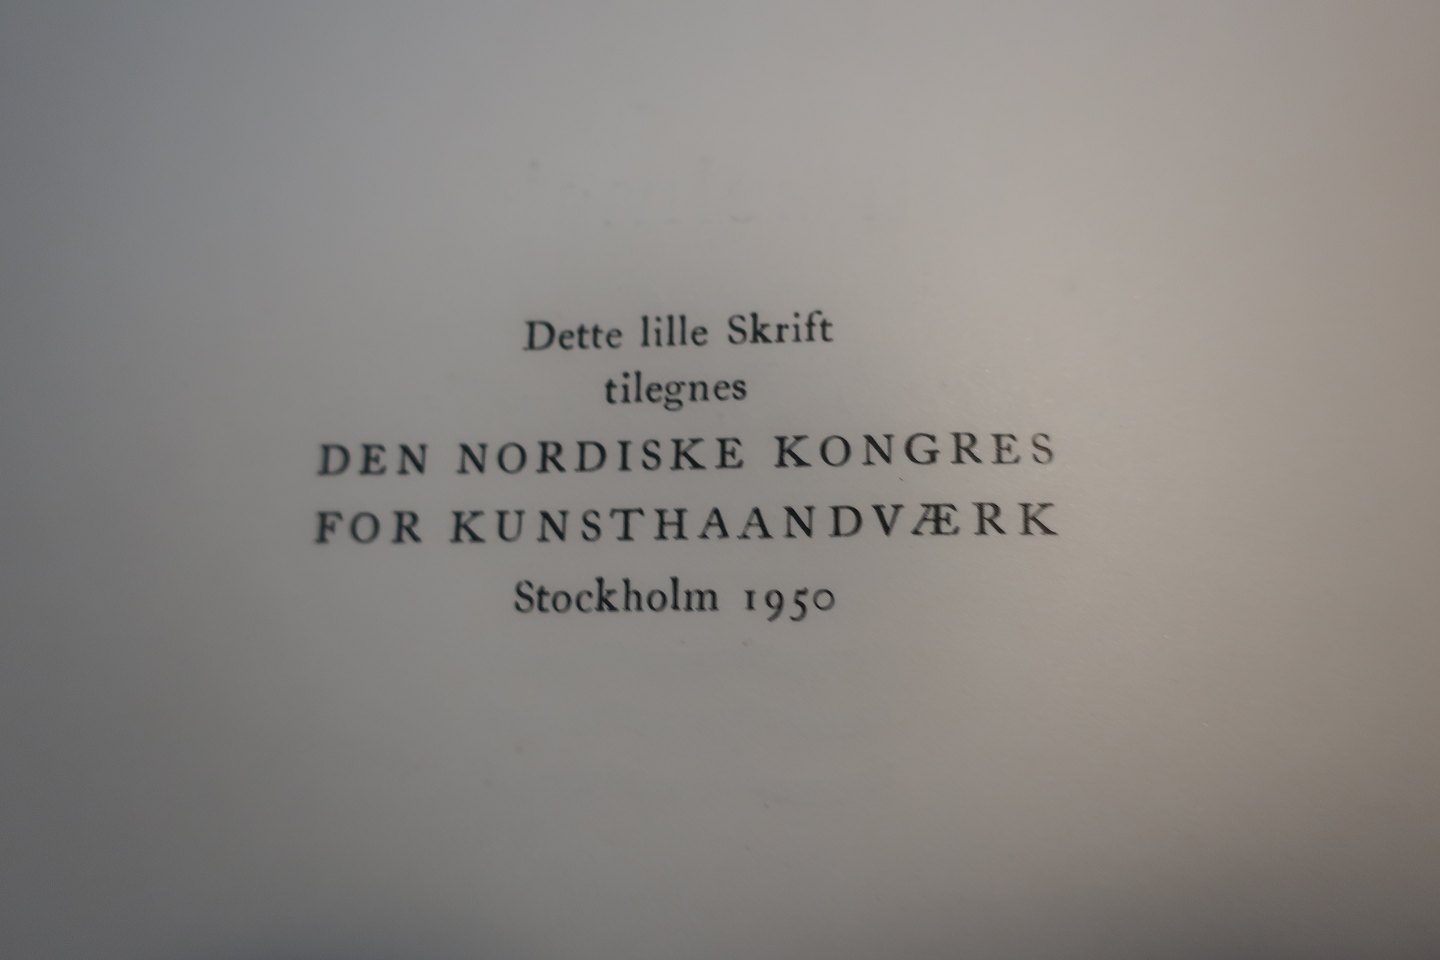 Dette lille Skrift
tilegnes
DEN NORDISKE KONGRES
FOR KUNSTHAANDVÆRK
Stockholm 1950